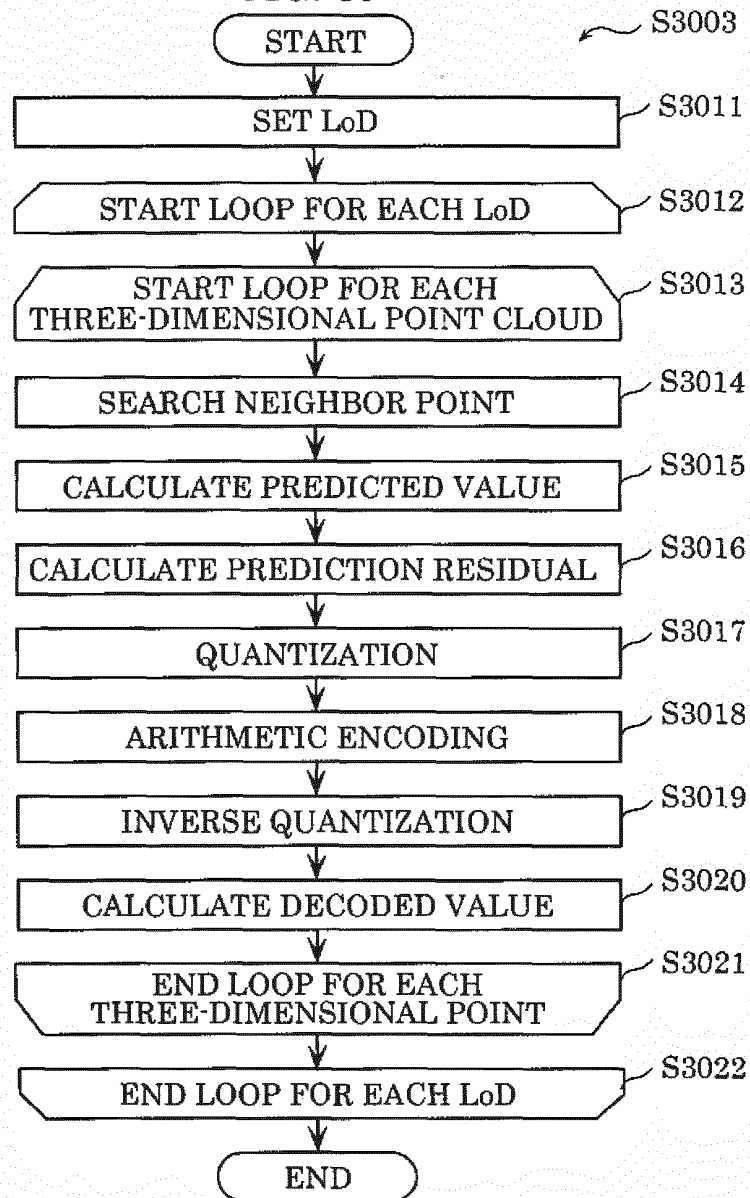 START
S3003
SET LoD
S3011
START LOOP FOR EACH LoD
S3012
START LOOP FOR EACH
THREE-DIMENSIONAL POINT CLOUD
S3013
SEARCH NEIGHBOR POINT
S3014
CALCULATE PREDICTED VALUE
S3015
CALCULATE PREDICTION RESIDUAL
S3016
QUANTIZATION
S3017
ARITHMETIC ENCODING
S3018
INVERSE QUANTIZATION
S3019
CALCULATE DECODED VALUE
S3020
END LOOP FOR EACH
THREE-DIMENSIONAL POINT
S3021
END LOOP FOR EACH LoD
S3022
END